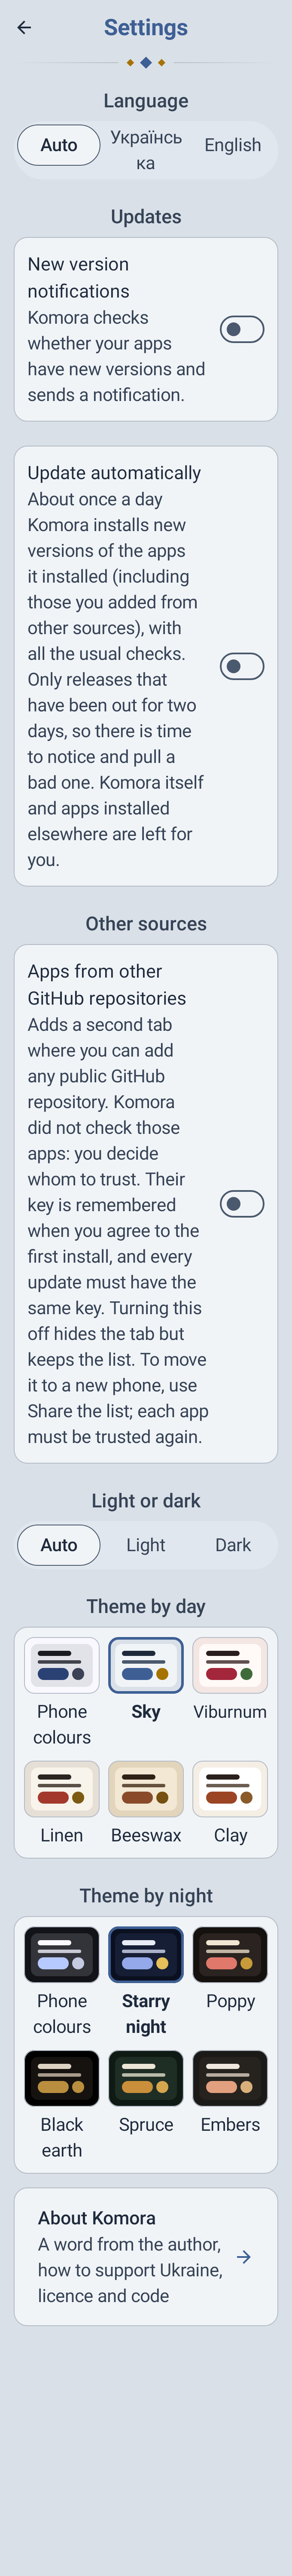 Settings
Language
Auto
Українсь
ка
English
Updates
New version
notifications
Komora checks
whether your apps
have new versions and
sends a notification.
Update automatically
About once a day
Komora installs new
versions of the apps
it installed (including
those you added from
other sources), with
all the usual checks.
Only releases that
have been out for two
days, so there is time
to notice and pull a
bad one. Komora itself
and apps installed
elsewhere are left for
you.
Other sources
Apps from other
GitHub repositories
Adds a second tab
where you can add
any public GitHub
repository. Komora
did not check those
apps: you decide
whom to trust. Their
key is remembered
when you agree to the
first install, and every
update must have the
same key. Turning this
off hides the tab but
keeps the list. To move
it to a new phone, use
Share the list; each app
must be trusted again.
Light or dark
Auto
Light
Dark
Theme by day
Phone
colours
Sky
Viburnum
Linen
Beeswax
Clay
Theme by night
Phone
colours
Starry
night
Poppy
Black
earth
Spruce
Embers
About Komora
A word from the author,
how to support Ukraine,
licence and code